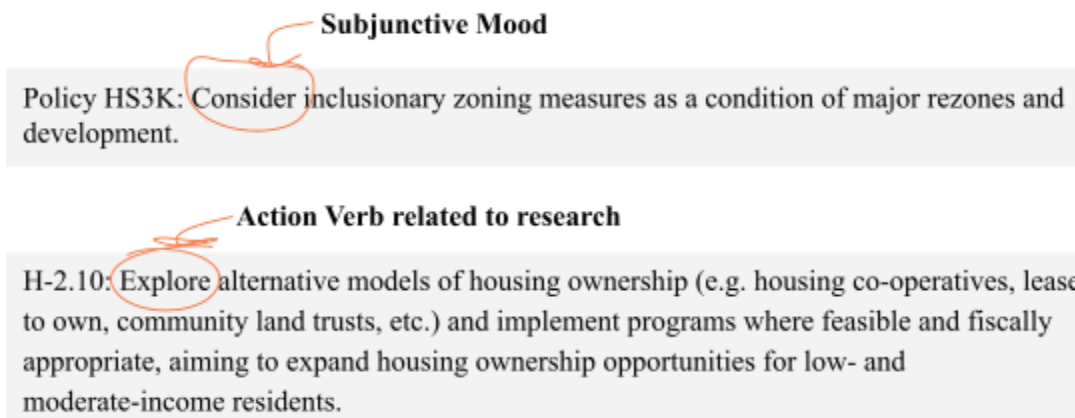 Subjunctive Mood
Policy HS3K: Consider inclusionary zoning measures as a condition of major rezones and
development.
Action Verb related to research
H-2.10: Explore alternative models of housing ownership (e.g. housing co-operatives, lease
to own, community land trusts, etc.) and implement programs where feasible and fiscally
appropriate, aiming to expand housing ownership opportunities for low- and
moderate-income residents.